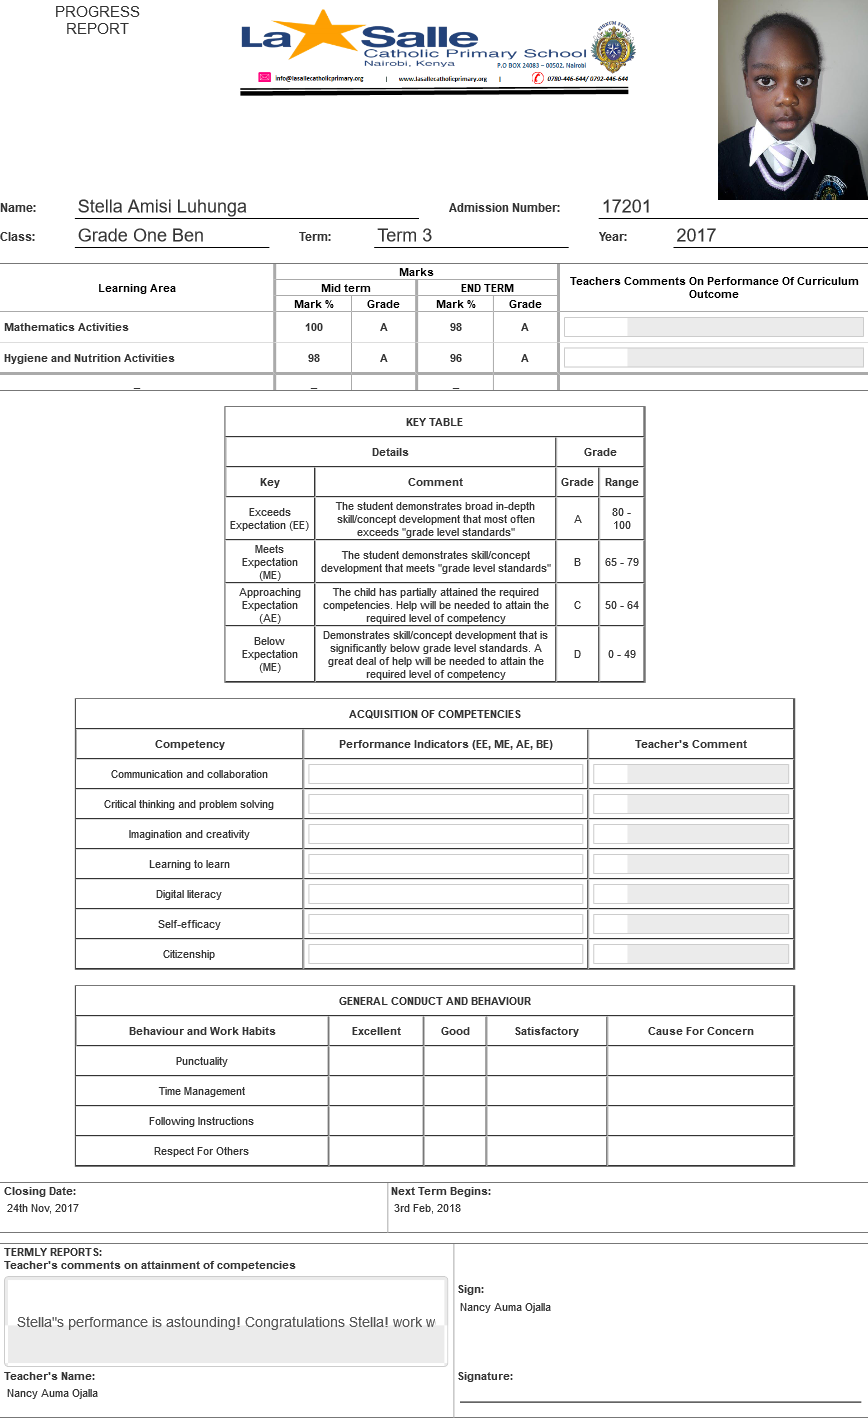 PROGRESS
REPORT
La Salle
Catholic Primary School
Nairobi, Kenya
P.O BOX 24083 – 00502. Nairobi
info@lasallecatholicprimary.org | www.lasallecatholicprimary.org | 0780-446-644/ 0792-446-644
Name: Stella Amisi Luhunga Admission Number: 17201
Class: Grade One Ben Term: Term 3 Year: 2017
Learning Area Marks Teachers Comments On Performance Of Curriculum Outcome
Mid term END TERM
Mark % Grade Mark % Grade
Mathematics Activities 100 A 98 A
Hygiene and Nutrition Activities 98 A 96 A
_ _ _
KEY TABLE
Details Grade
Key Comment Grade Range
Exceeds Expectation (EE) The student demonstrates broad in-depth skill/concept development that most often exceeds "grade level standards" A 80 - 100
Meets Expectation (ME) The student demonstrates skill/concept development that meets "grade level standards" B 65 - 79
Approaching Expectation (AE) The child has partially attained the required competencies. Help will be needed to attain the required level of competency C 50 - 64
Below Expectation (ME) Demonstrates skill/concept development that is significantly below grade level standards. A great deal of help will be needed to attain the required level of competency D 0 - 49
ACQUISITION OF COMPETENCIES
Competency Performance Indicators (EE, ME, AE, BE) Teacher's Comment
Communication and collaboration
Critical thinking and problem solving
Imagination and creativity
Learning to learn
Digital literacy
Self-efficacy
Citizenship
GENERAL CONDUCT AND BEHAVIOUR
Behaviour and Work Habits Excellent Good Satisfactory Cause For Concern
Punctuality
Time Management
Following Instructions
Respect For Others
Closing Date: Next Term Begins:
24th Nov, 2017 3rd Feb, 2018
TERMLY REPORTS:
Teacher's comments on attainment of competencies
Stella"s performance is astounding! Congratulations Stella! work w
Sign:
Nancy Auma Ojalla
Teacher's Name: Signature:
Nancy Auma Ojalla